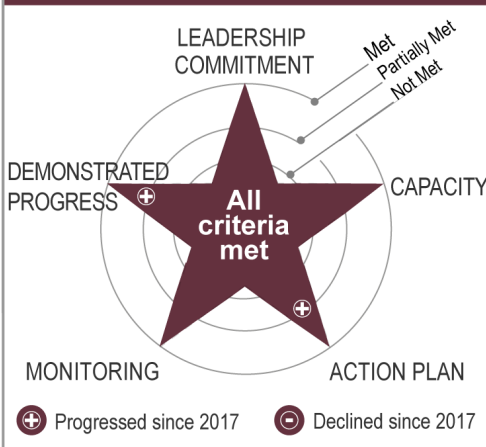 LEADERSHIP
COMMITMENT
Met
Partially Met
Not Met
DEMONSTRATED
PROGRESS
CAPACITY
All
criteria
met
MONITORING
ACTION PLAN
Progressed since 2017
Declined since 2017